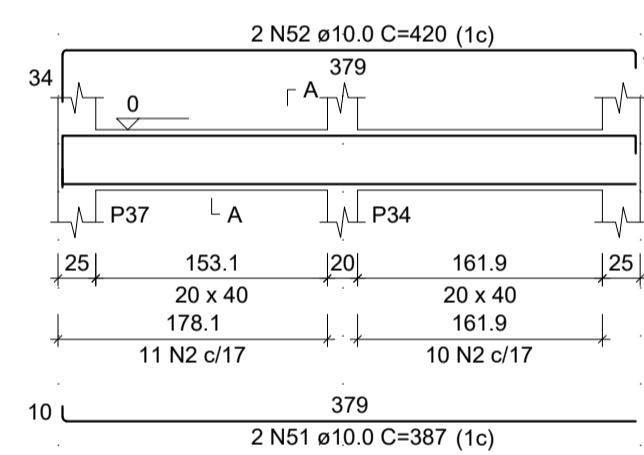 2 N52 ø10.0 C=420 (1c)
379
34
A
0
P37
A
P34
25 153.1 20 161.9 25
20 x 40 20 x 40
178.1 161.9
11 N2 c/17 10 N2 c/17
10 379
2 N51 ø10.0 C=387 (1c)